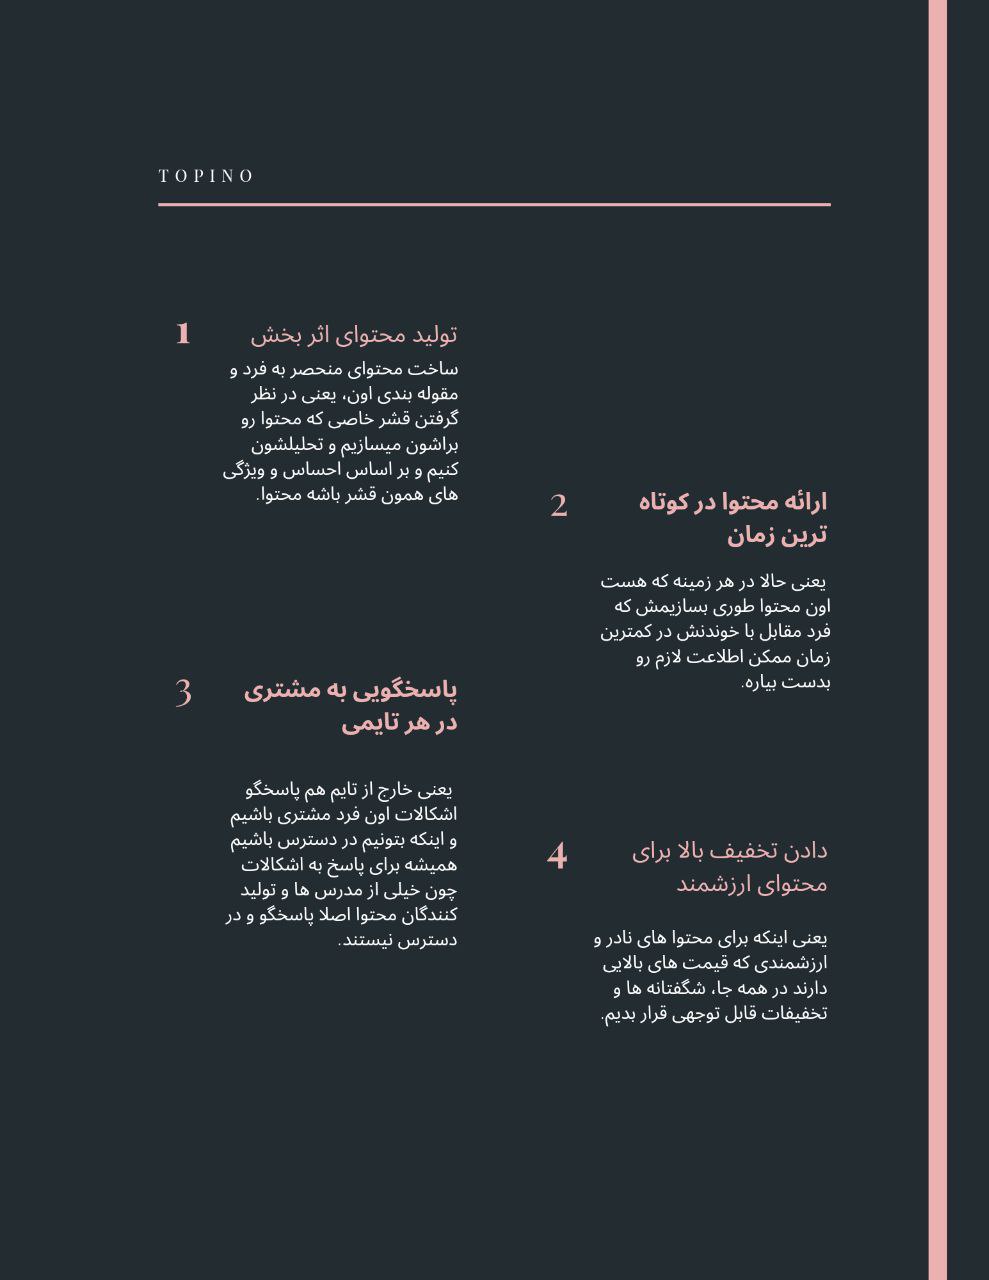 TOPINO
1
تولید محتوای اثر بخش
ساخت محتوای منحصر به فرد و
مقوله بندی اون، یعنی در نظر
گرفتن قشر خاصی که محتوا رو
براشون میسازیم و تحلیلشون
کنیم و بر اساس احساس و ویژگی
های همون قشر باشه محتوا.
2
ارائه محتوا در کوتاه
ترین زمان
یعنی حالا در هر زمینه که هست
اون محتوا طوری بسازیمش که
فرد مقابل با خوندنش در کمترین
زمان ممکن اطلاعت لازم رو
بدست بیاره.
3
پاسخگویی به مشتری
در هر تایمی
یعنی خارج از تایم هم پاسخگو
اشکالات اون فرد مشتری باشیم
و اینکه بتونیم در دسترس باشیم
همیشه برای پاسخ به اشکالات
چون خیلی از مدرس ها و تولید
کنندگان محتوا اصلا پاسخگو و در
دسترس نیستند.
4
دادن تخفیف بالا برای
محتوای ارزشمند
یعنی اینکه برای محتوا های نادر و
ارزشمندی که قیمت های بالایی
دارند در همه جا، شگفتانه ها و
تخفیفات قابل توجهی قرار بدیم.